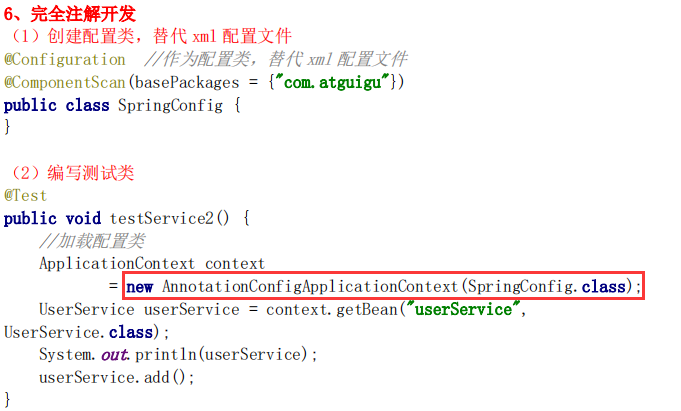 6、完全注解开发
（1）创建配置类，替代 xml 配置文件
@Configuration  //作为配置类，替代 xml 配置文件
@ComponentScan(basePackages = {"com.atguigu"})
public class SpringConfig {
}
（2）编写测试类
@Test
public void testService2() {
//加载配置类
ApplicationContext context
= new AnnotationConfigApplicationContext(SpringConfig.class);
UserService userService = context.getBean("userService",
UserService.class);
System.out.println(userService);
userService.add();
}